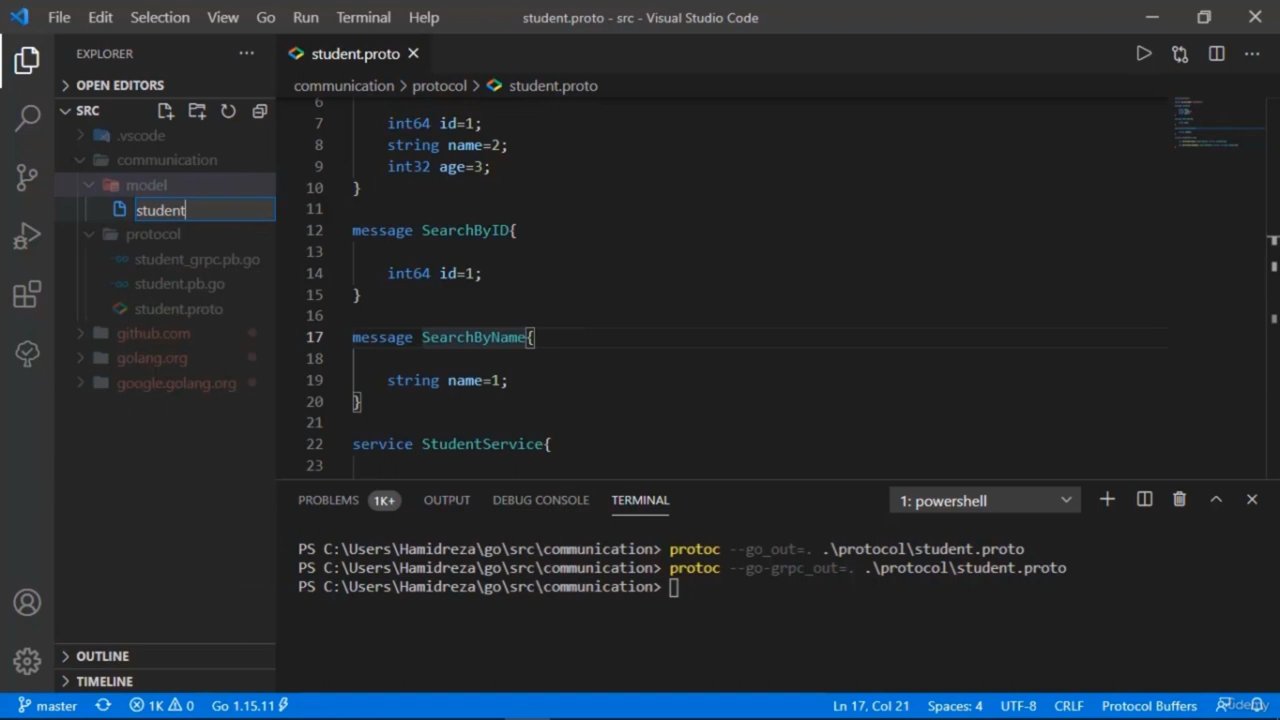 File Edit Selection View Go Run Terminal Help
student.proto - src - Visual Studio Code
EXPLORER
OPEN EDITORS
SRC
.vscode
communication
model
student
protocol
student_grpc.pb.go
student.pb.go
student.proto
github.com
golang.org
google.golang.org
OUTLINE
TIMELINE
student.proto
communication > protocol > student.proto
6
7 int64 id=1;
8 string name=2;
9 int32 age=3;
10 }
11
12 message SearchByID{
13
14 int64 id=1;
15 }
16
17 message SearchByName{
18
19 string name=1;
20 }
21
22 service StudentService{
23
PROBLEMS 1K+ OUTPUT DEBUG CONSOLE TERMINAL
1: powershell
PS C:\Users\Hamidreza\go\src\communication> protoc --go_out=. .\protocol\student.proto
PS C:\Users\Hamidreza\go\src\communication> protoc --go-grpc_out=. .\protocol\student.proto
PS C:\Users\Hamidreza\go\src\communication>
master 1K 0 Go 1.15.11
Ln 17, Col 21 Spaces: 4 UTF-8 CRLF Protocol Buffers
Udemy